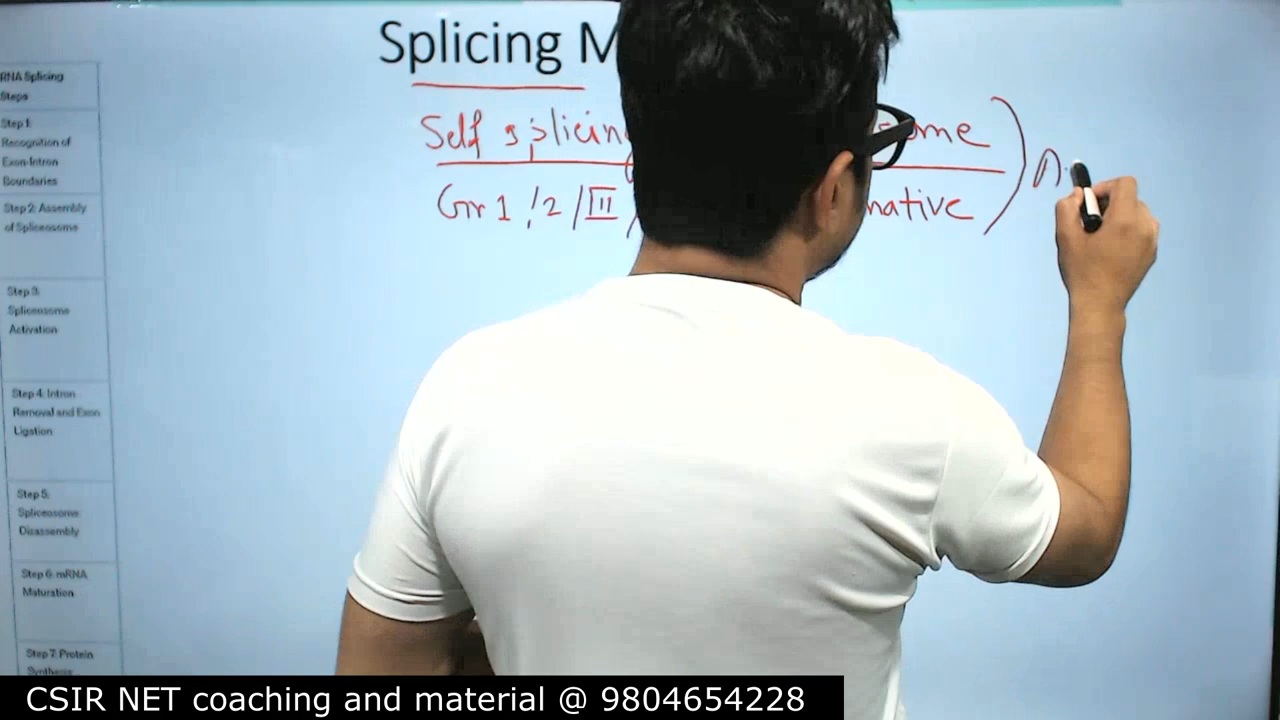 Splicing M
Self splicing
ome
Gr 1 / 2 / III
native
RNA Splicing
Steps
Step 1:
Recognition of
Exon-Intron
Boundaries
Step 2: Assembly
of Spliceosome
Step 3:
Spliceosome
Activation
Step 4: Intron
Removal and Exon
Ligation
Step 5:
Spliceosome
Disassembly
Step 6: mRNA
Maturation
Step 7: Protein
Synthesis
CSIR NET coaching and material @ 9804654228